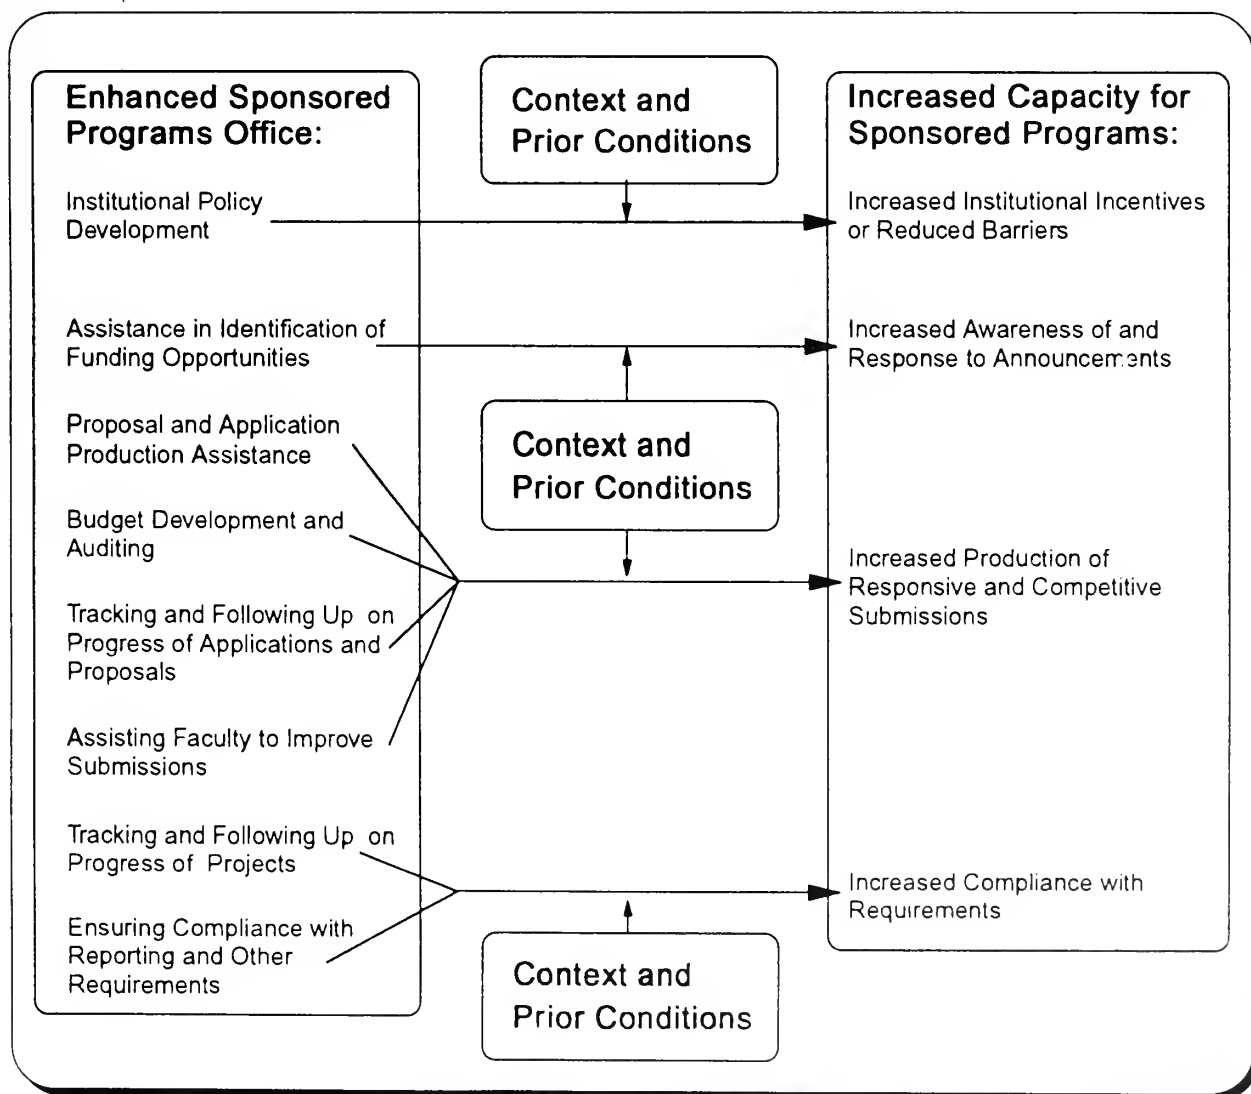 Enhanced Sponsored
Programs Office:
Institutional Policy
Development
Assistance in Identification of
Funding Opportunities
Proposal and Application
Production Assistance
Budget Development and
Auditing
Tracking and Following Up on
Progress of Applications and
Proposals
Assisting Faculty to Improve
Submissions
Tracking and Following Up on
Progress of Projects
Ensuring Compliance with
Reporting and Other
Requirements
Context and
Prior Conditions
Context and
Prior Conditions
Context and
Prior Conditions
Increased Capacity for
Sponsored Programs:
Increased Institutional Incentives
or Reduced Barriers
Increased Awareness of and
Response to Announcements
Increased Production of
Responsive and Competitive
Submissions
Increased Compliance with
Requirements